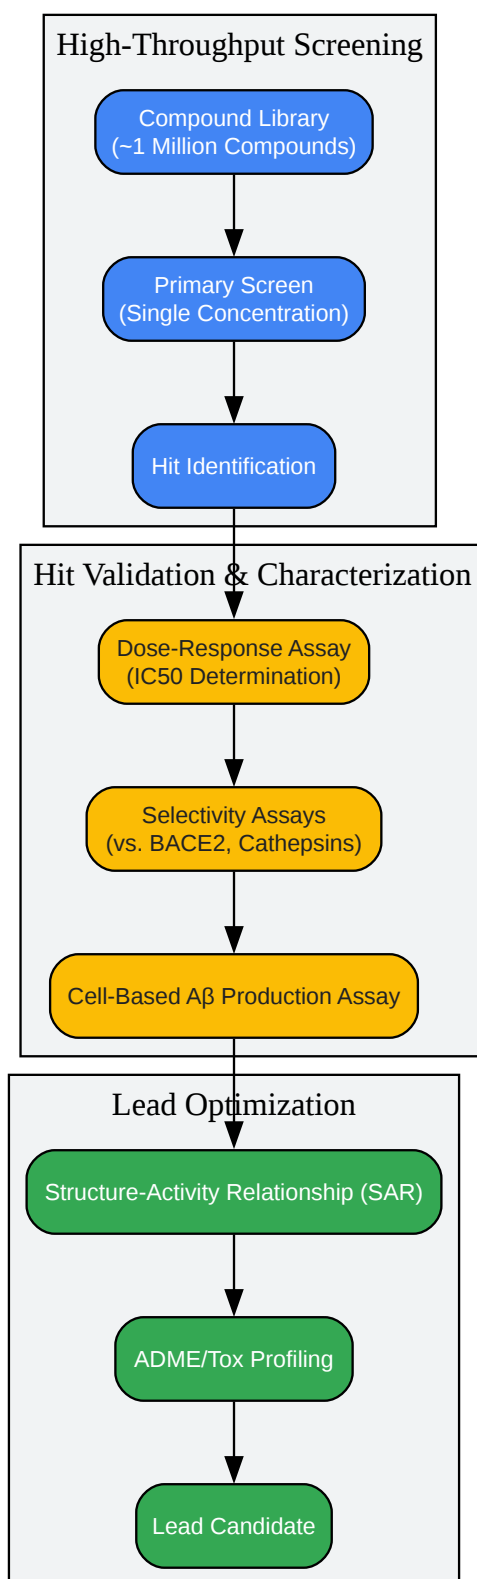 High-Throughput Screening
Compound Library
(~1 Million Compounds)
Primary Screen
(Single Concentration)
Hit Identification
Hit Validation & Characterization
Dose-Response Assay
(IC50 Determination)
Selectivity Assays
(vs. BACE2, Cathepsins)
Cell-Based Aβ Production Assay
Lead Optimization
Structure-Activity Relationship (SAR)
ADME/Tox Profiling
Lead Candidate